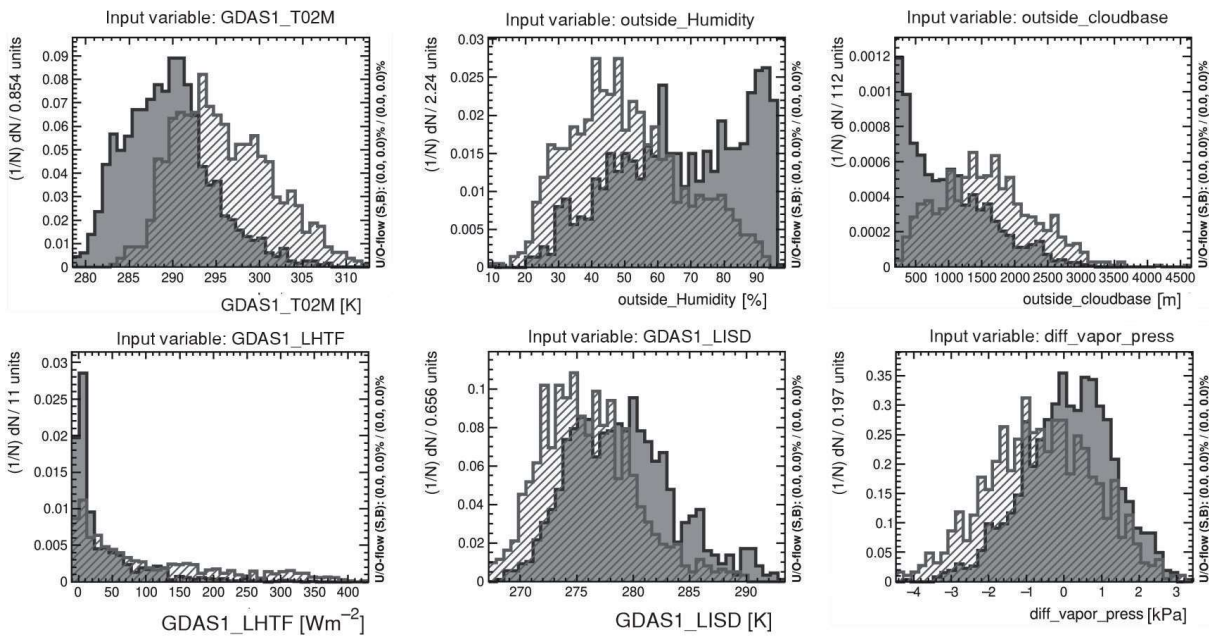 Input variable: GDAS1_T02M
(1/N) dN / 0.854 units
0.09
0.08
0.07
0.06
0.05
0.04
0.03
0.02
0.01
0
280 285 290 295 300 305 310
GDAS1_T02M [K]
U/O-flow (S,B): (0.0, 0.0)% / (0.0, 0.0)%
Input variable: outside_Humidity
(1/N) dN / 2.24 units
0.03
0.025
0.02
0.015
0.01
0.005
0
10 20 30 40 50 60 70 80 90
outside_Humidity [%]
U/O-flow (S,B): (0.0, 0.0)% / (0.0, 0.0)%
Input variable: outside_cloudbase
(1/N) dN / 112 units
0.0012
0.001
0.0008
0.0006
0.0004
0.0002
0
500 1000 1500 2000 2500 3000 3500 4000 4500
outside_cloudbase [m]
U/O-flow (S,B): (0.0, 0.0)% / (0.0, 0.0)%
Input variable: GDAS1_LHTF
(1/N) dN / 11 units
0.03
0.025
0.02
0.015
0.01
0.005
0
0 50 100 150 200 250 300 350 400
GDAS1_LHTF [Wm⁻²]
U/O-flow (S,B): (0.0, 0.0)% / (0.0, 0.0)%
Input variable: GDAS1_LISD
(1/N) dN / 0.656 units
0.1
0.08
0.06
0.04
0.02
0
270 275 280 285 290
GDAS1_LISD [K]
U/O-flow (S,B): (0.0, 0.0)% / (0.0, 0.0)%
Input variable: diff_vapor_press
(1/N) dN / 0.197 units
0.35
0.3
0.25
0.2
0.15
0.1
0.05
0
−4 −3 −2 −1 0 1 2 3
diff_vapor_press [kPa]
U/O-flow (S,B): (0.0, 0.0)% / (0.0, 0.0)%